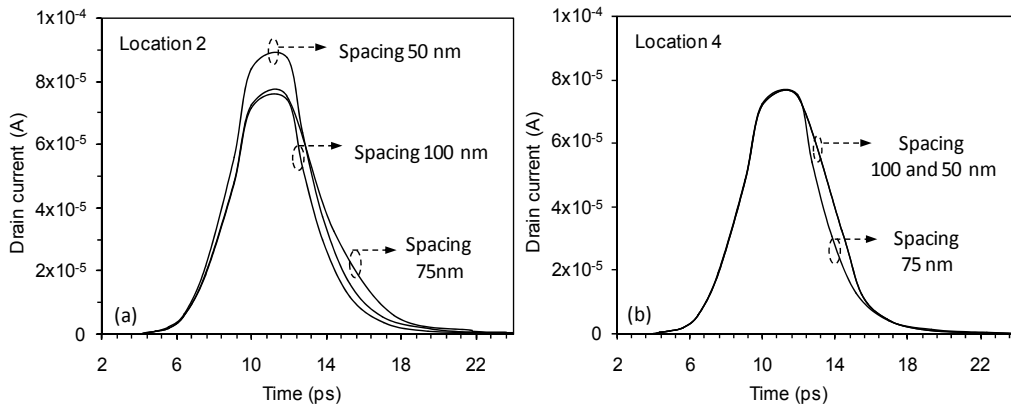 1x10-4
8x10-5
6x10-5
4x10-5
2x10-5
0
Drain current (A)
Location 2
Spacing 50 nm
Spacing 100 nm
Spacing
75nm
(a)
2 6 10 14 18 22
Time (ps)
1x10-4
8x10-5
6x10-5
4x10-5
2x10-5
0
Drain current (A)
Location 4
Spacing
100 and 50 nm
Spacing
75 nm
(b)
2 6 10 14 18 22
Time (ps)